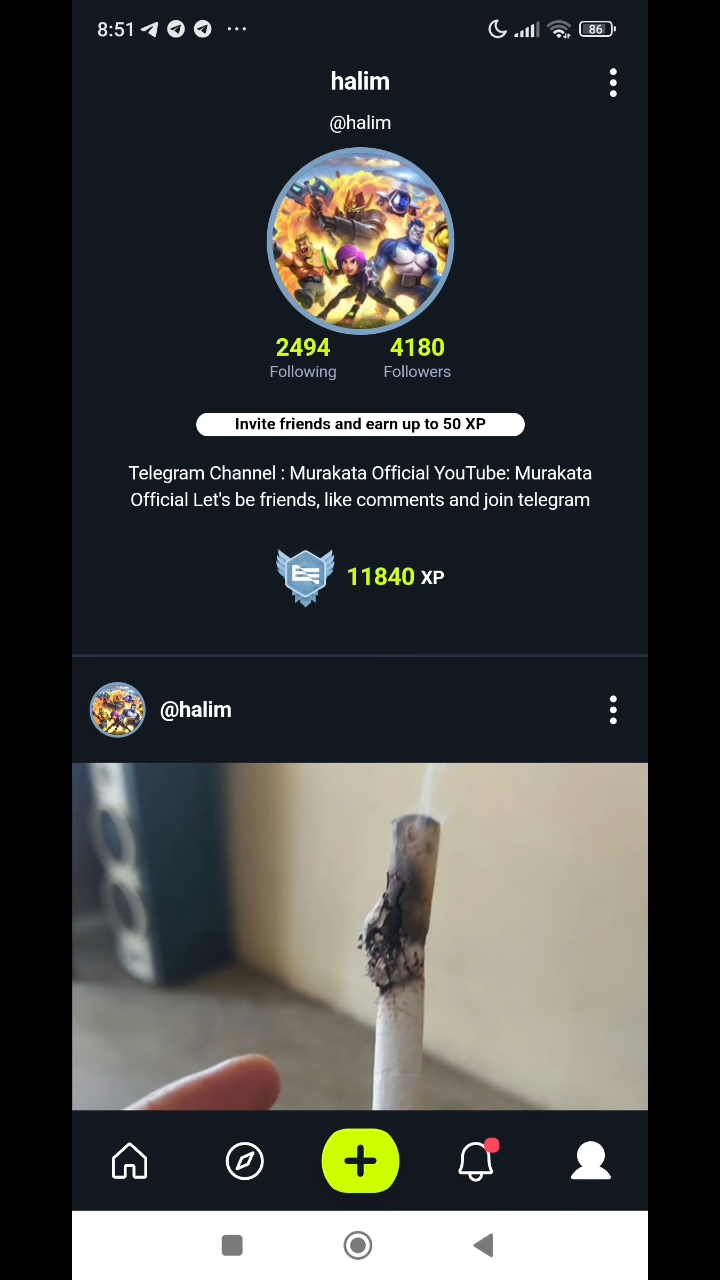 8:51
86
halim
@halim
2494
4180
Following
Followers
Invite friends and earn up to 50 XP
Telegram Channel : Murakata Official YouTube: Murakata
Official Let's be friends, like comments and join telegram
11840 XP
@halim